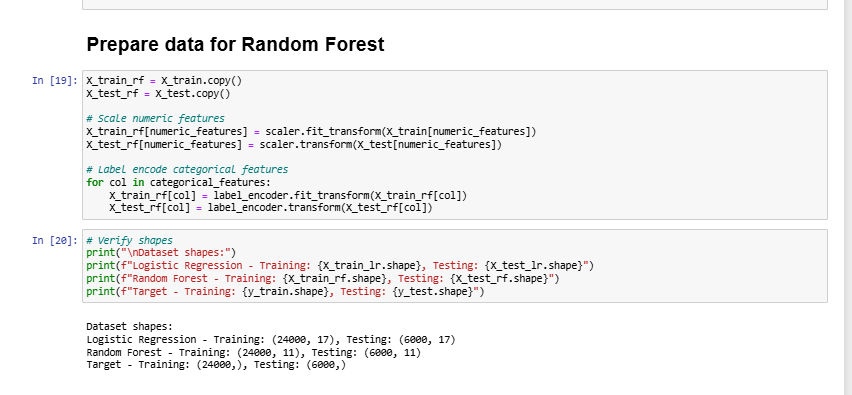 Prepare data for Random Forest
In [19]: X_train_rf = X_train.copy()
X_test_rf = X_test.copy()
# Scale numeric features
X_train_rf[numeric_features] = scaler.fit_transform(X_train[numeric_features])
X_test_rf[numeric_features] = scaler.transform(X_test[numeric_features])
# Label encode categorical features
for col in categorical_features:
    X_train_rf[col] = label_encoder.fit_transform(X_train_rf[col])
    X_test_rf[col] = label_encoder.transform(X_test_rf[col])
In [20]: # Verify shapes
print("\nDataset shapes:")
print(f"Logistic Regression - Training: {X_train_lr.shape}, Testing: {X_test_lr.shape}")
print(f"Random Forest - Training: {X_train_rf.shape}, Testing: {X_test_rf.shape}")
print(f"Target - Training: {y_train.shape}, Testing: {y_test.shape}")
Dataset shapes:
Logistic Regression - Training: (24000, 17), Testing: (6000, 17)
Random Forest - Training: (24000, 11), Testing: (6000, 11)
Target - Training: (24000,), Testing: (6000,)